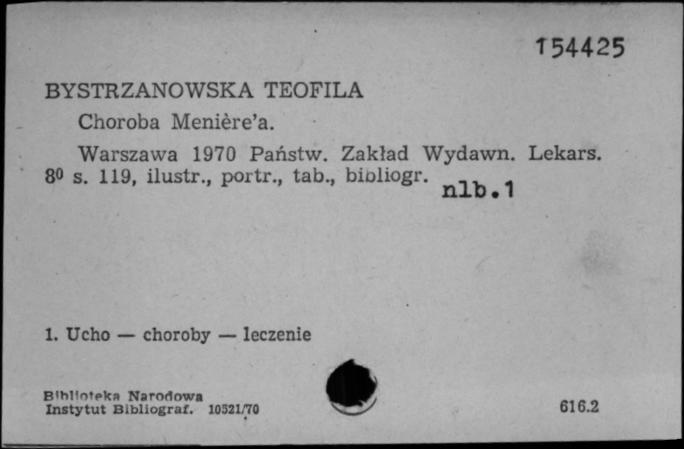 154425
BYSTRZANOWSKA TEOFILA
Choroba Menière'a.
Warszawa 1970 Państw. Zakład Wydawn. Lekars.
8⁰ s. 119, ilustr., portr., tab., bibliogr.
nlb.1
1. Ucho — choroby — leczenie
Biblioteka Narodowa
Instytut Bibliograf. 10521/70
616.2